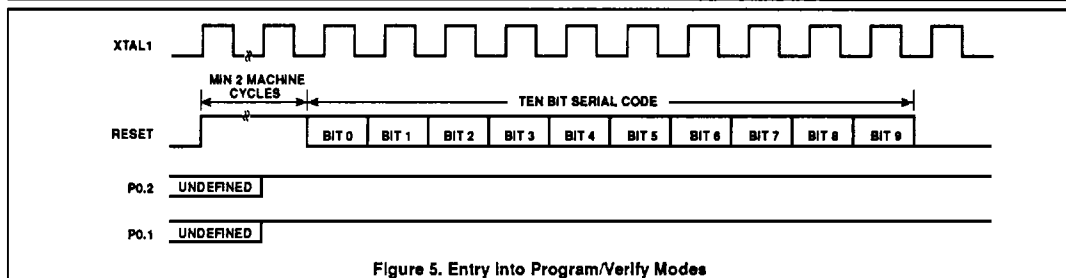 XTAL1
MIN 2 MACHINE
CYCLES
TEN BIT SERIAL CODE
RESET
BIT 0 BIT 1 BIT 2 BIT 3 BIT 4 BIT 5 BIT 6 BIT 7 BIT 8 BIT 9
P0.2 UNDEFINED
P0.1 UNDEFINED
Figure 5. Entry Into Program/Verify Modes